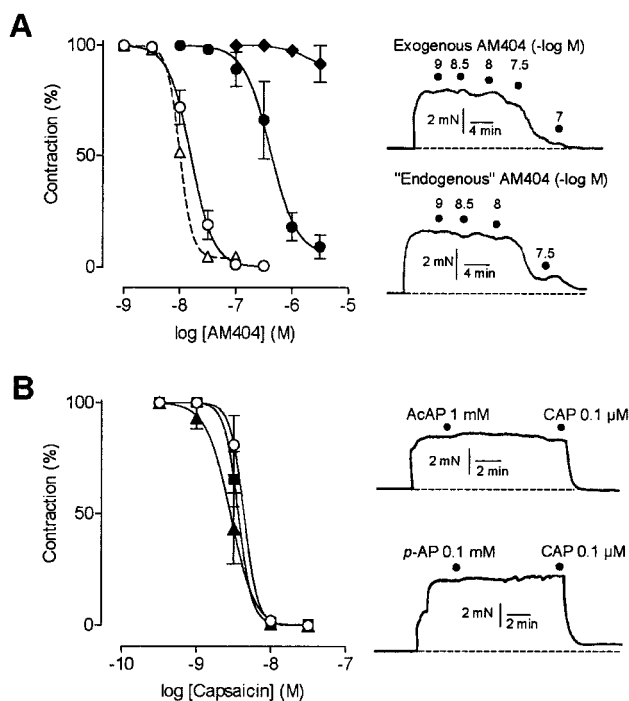 A
Contraction (%)
100
50
0
-9 -8 -7 -6 -5
log [AM404] (M)
Exogenous AM404 (-log M)
9 8.5 8 7.5
7
2 mN
4 min
"Endogenous" AM404 (-log M)
9 8.5 8
7.5
2 mN
4 min
B
Contraction (%)
100
50
0
-10 -9 -8 -7
log [Capsaicin] (M)
AcAP 1 mM CAP 0.1 μM
2 mN
2 min
p-AP 0.1 mM CAP 0.1 μM
2 mN
2 min